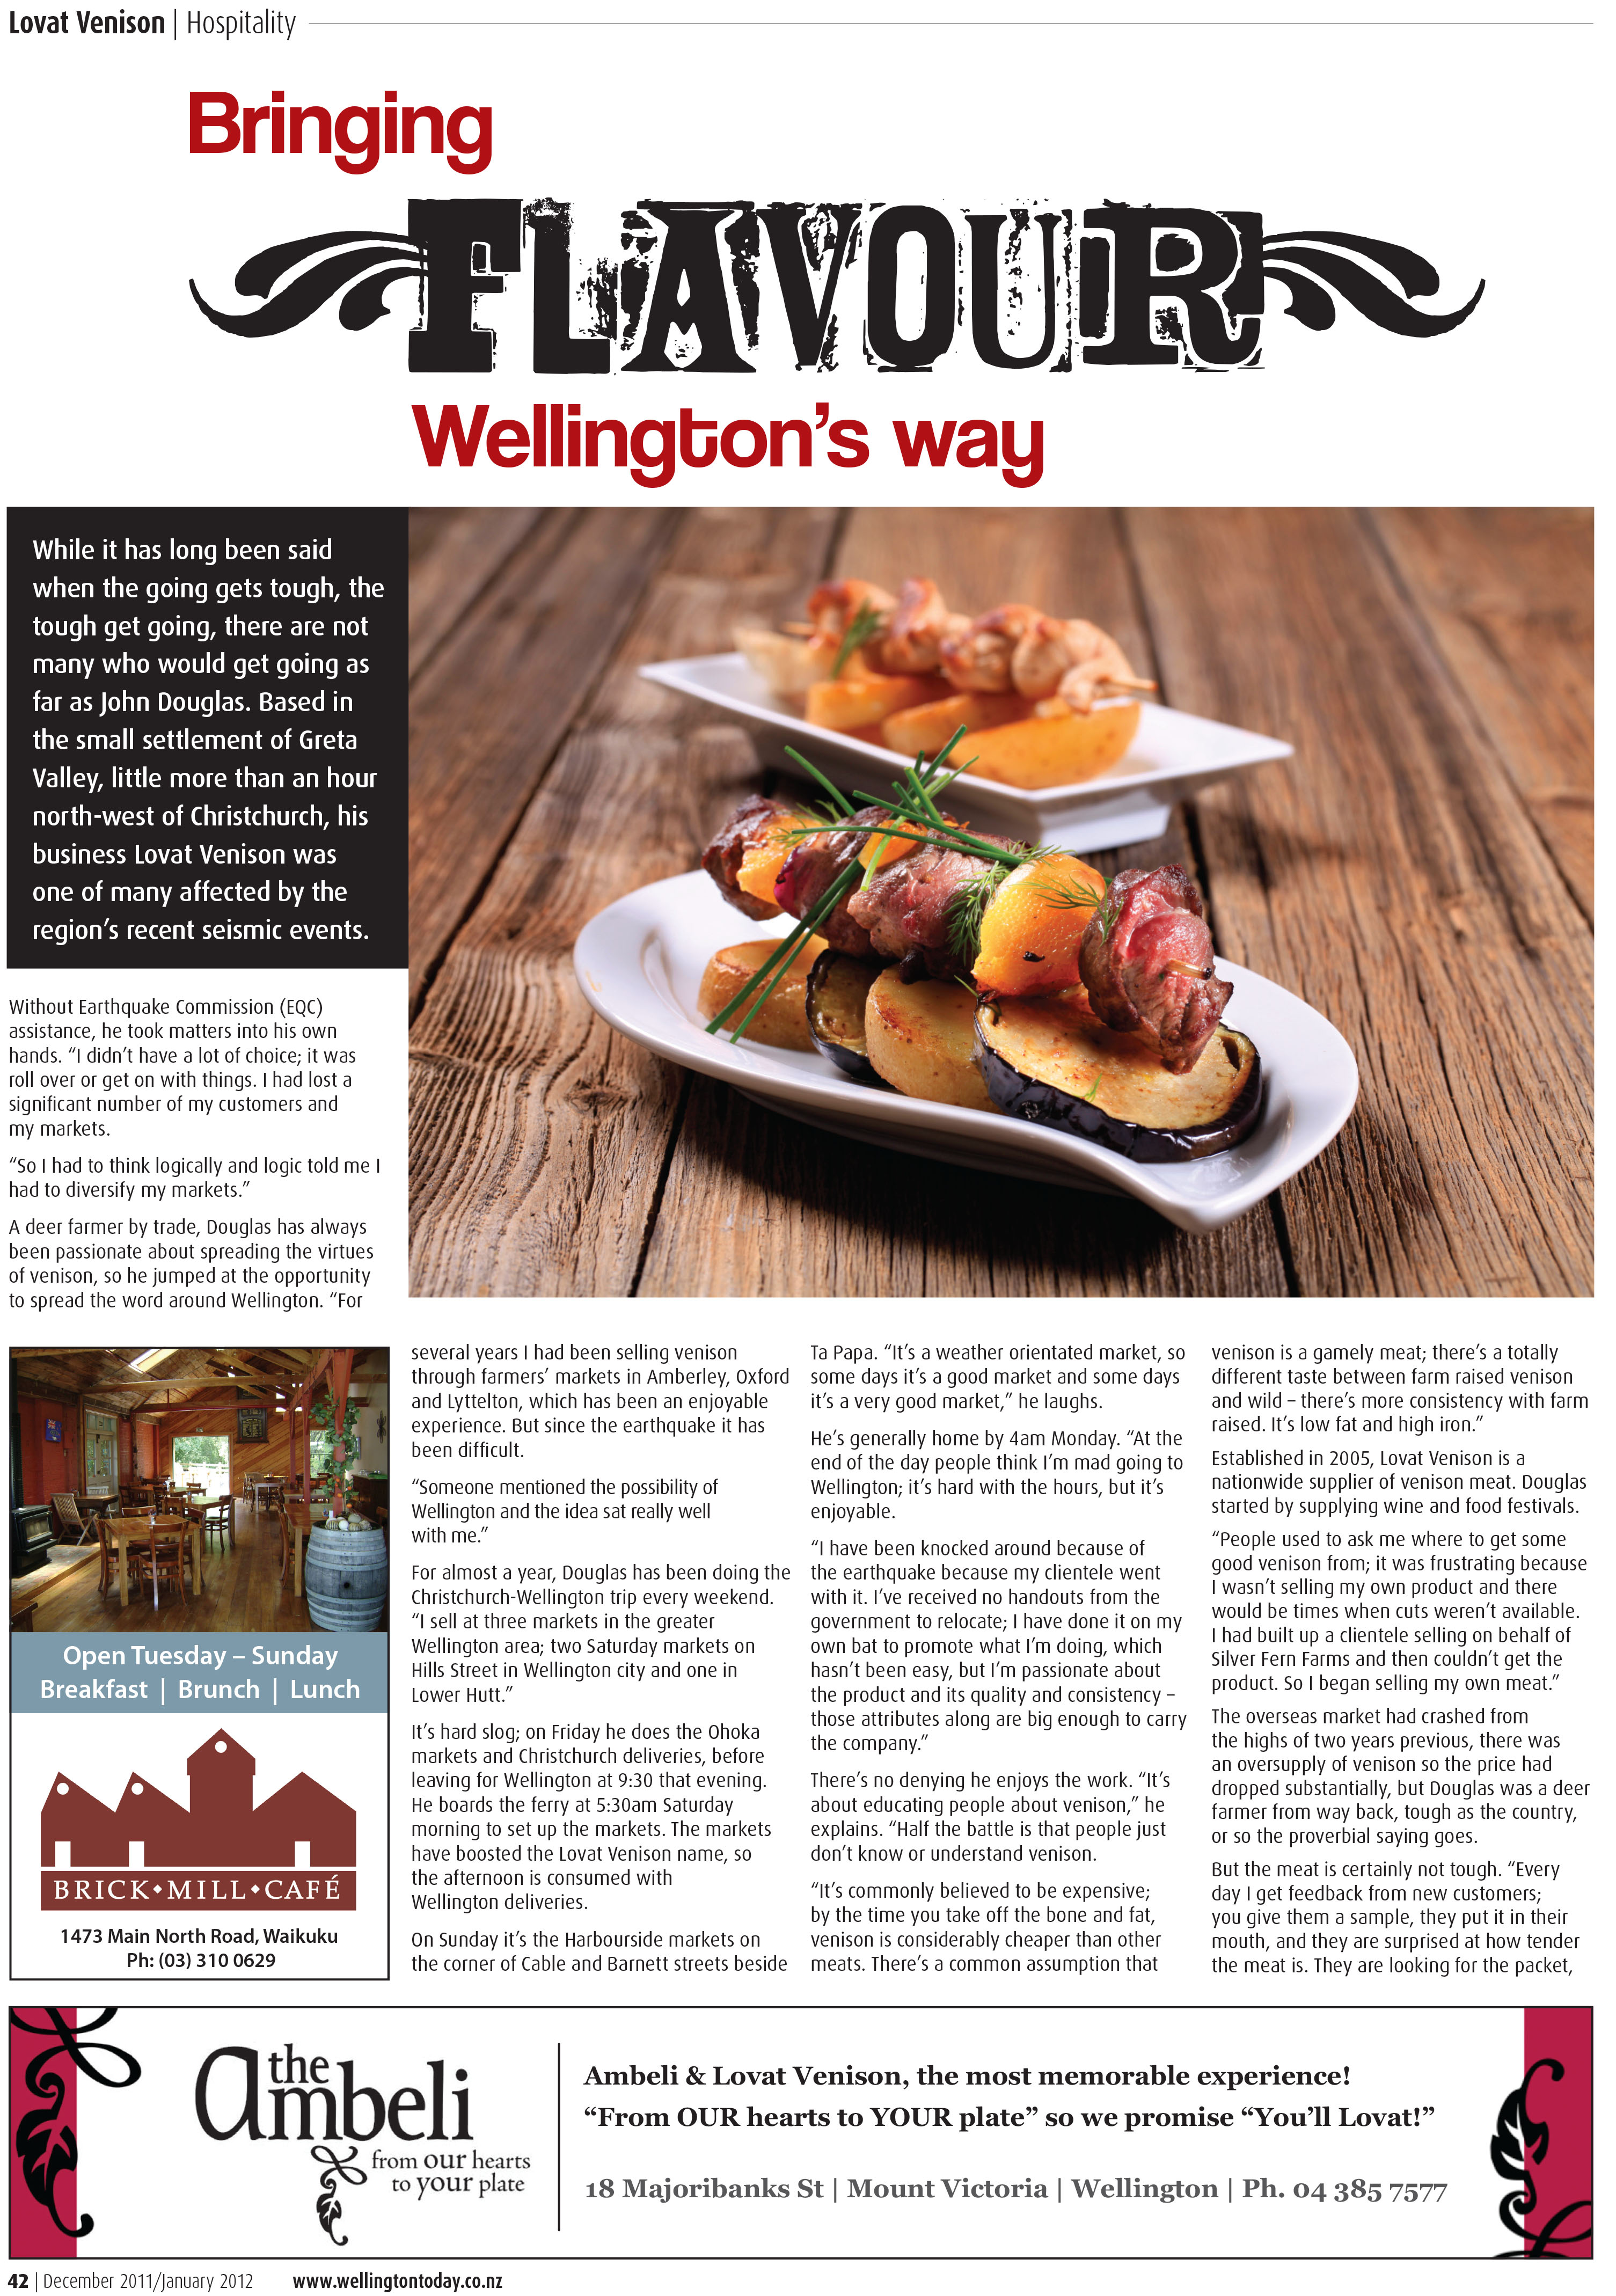 Lovat Venison | Hospitality
Bringing
FLAVOUR
Wellington's way
While it has long been said
when the going gets tough, the
tough get going, there are not
many who would get going as
far as John Douglas. Based in
the small settlement of Greta
Valley, little more than an hour
north-west of Christchurch, his
business Lovat Venison was
one of many affected by the
region's recent seismic events.
Without Earthquake Commission (EQC)
assistance, he took matters into his own
hands. “I didn't have a lot of choice; it was
roll over or get on with things. I had lost a
significant number of my customers and
my markets.
“So I had to think logically and logic told me I
had to diversify my markets.”
A deer farmer by trade, Douglas has always
been passionate about spreading the virtues
of venison, so he jumped at the opportunity
to spread the word around Wellington. “For
several years I had been selling venison
through farmers' markets in Amberley, Oxford
and Lyttelton, which has been an enjoyable
experience. But since the earthquake it has
been difficult.
“Someone mentioned the possibility of
Wellington and the idea sat really well
with me.”
For almost a year, Douglas has been doing the
Christchurch-Wellington trip every weekend.
“I sell at three markets in the greater
Wellington area; two Saturday markets on
Hills Street in Wellington city and one in
Lower Hutt.”
It's hard slog; on Friday he does the Ohoka
markets and Christchurch deliveries, before
leaving for Wellington at 9:30 that evening.
He boards the ferry at 5:30am Saturday
morning to set up the markets. The markets
have boosted the Lovat Venison name, so
the afternoon is consumed with
Wellington deliveries.
On Sunday it's the Harbourside markets on
the corner of Cable and Barnett streets beside
Ta Papa. “It's a weather orientated market, so
some days it's a good market and some days
it's a very good market,” he laughs.
He's generally home by 4am Monday. “At the
end of the day people think I'm mad going to
Wellington; it's hard with the hours, but it's
enjoyable.
“I have been knocked around because of
the earthquake because my clientele went
with it. I've received no handouts from the
government to relocate; I have done it on my
own bat to promote what I'm doing, which
hasn't been easy, but I'm passionate about
the product and its quality and consistency –
those attributes along are big enough to carry
the company.”
There's no denying he enjoys the work. “It's
about educating people about venison,” he
explains. “Half the battle is that people just
don't know or understand venison.
“It's commonly believed to be expensive;
by the time you take off the bone and fat,
venison is considerably cheaper than other
meats. There's a common assumption that
venison is a gamely meat; there's a totally
different taste between farm raised venison
and wild – there's more consistency with farm
raised. It's low fat and high iron.”
Established in 2005, Lovat Venison is a
nationwide supplier of venison meat. Douglas
started by supplying wine and food festivals.
“People used to ask me where to get some
good venison from; it was frustrating because
I wasn't selling my own product and there
would be times when cuts weren't available.
I had built up a clientele selling on behalf of
Silver Fern Farms and then couldn't get the
product. So I began selling my own meat.”
The overseas market had crashed from
the highs of two years previous, there was
an oversupply of venison so the price had
dropped substantially, but Douglas was a deer
farmer from way back, tough as the country,
or so the proverbial saying goes.
But the meat is certainly not tough. “Every
day I get feedback from new customers;
you give them a sample, they put it in their
mouth, and they are surprised at how tender
the meat is. They are looking for the packet,
Open Tuesday – Sunday
Breakfast | Brunch | Lunch
BRICK•MILL•CAFÉ
1473 Main North Road, Waikuku
Ph: (03) 310 0629
the
ambeli
from our hearts
to your plate
Ambeli & Lovat Venison, the most memorable experience!
“From OUR hearts to YOUR plate” so we promise “You'll Lovat!”
18 Majoribanks St | Mount Victoria | Wellington | Ph. 04 385 7577
42 | December 2011/January 2012 www.wellingtontoday.co.nz